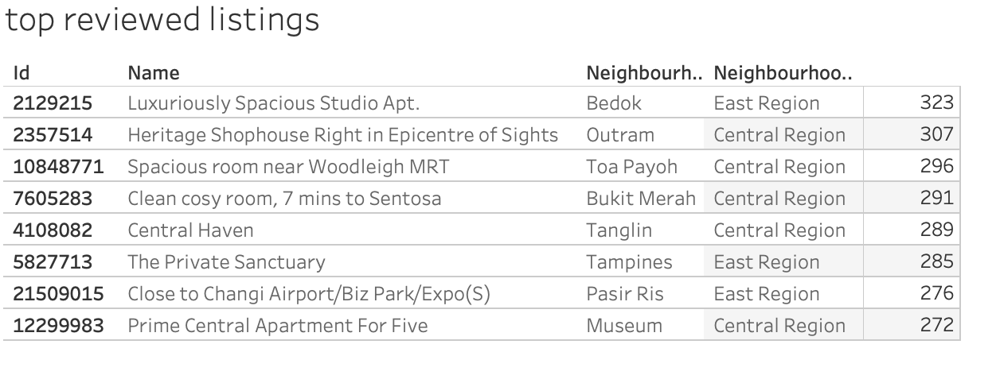 top reviewed listings
Id Name Neighbourh.. Neighbourhoo..
2129215 Luxuriously Spacious Studio Apt. Bedok East Region 323
2357514 Heritage Shophouse Right in Epicentre of Sights Outram Central Region 307
10848771 Spacious room near Woodleigh MRT Toa Payoh Central Region 296
7605283 Clean cosy room, 7 mins to Sentosa Bukit Merah Central Region 291
4108082 Central Haven Tanglin Central Region 289
5827713 The Private Sanctuary Tampines East Region 285
21509015 Close to Changi Airport/Biz Park/Expo(S) Pasir Ris East Region 276
12299983 Prime Central Apartment For Five Museum Central Region 272